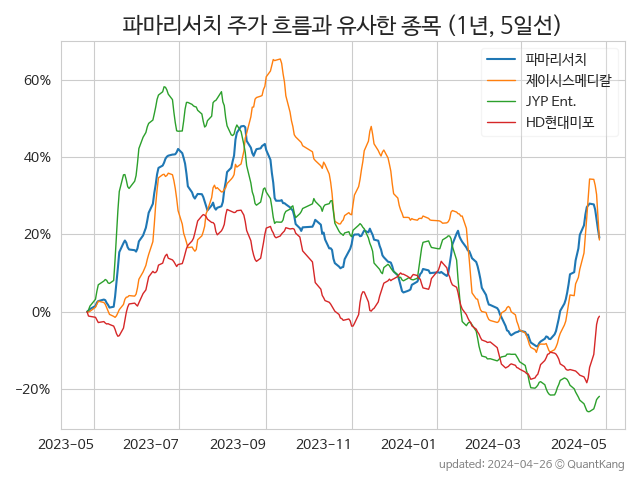 파마리서치 주가 흐름과 유사한 종목 (1년, 5일선)
파마리서치
제이시스메디칼
JYP Ent.
HD현대미포
60%
40%
20%
0%
−20%
2023-05 2023-07 2023-09 2023-11 2024-01 2024-03 2024-05
updated: 2024-04-26 © QuantKang